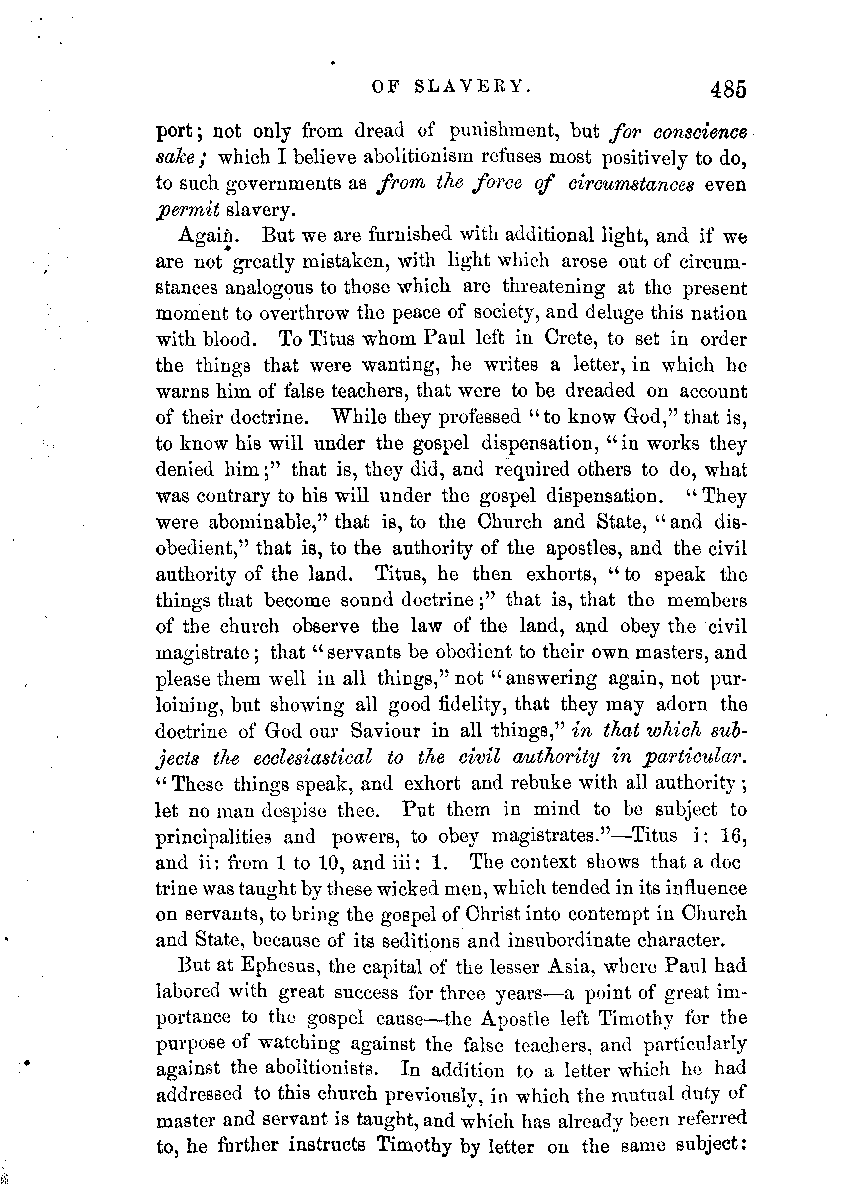 OF SLAVERY. 485
port; not only from dread of punishment, but for conscience
sake; which I believe abolitionism refuses most positively to do,
to such governments as from the force of circumstances even
permit slavery.
Again. But we are furnished with additional light, and if we
are not greatly mistaken, with light which arose out of circum-
stances analogous to those which are threatening at the present
moment to overthrow the peace of society, and deluge this nation
with blood. To Titus whom Paul left in Crete, to set in order
the things that were wanting, he writes a letter, in which he
warns him of false teachers, that were to be dreaded on account
of their doctrine. While they professed "to know God," that is,
to know his will under the gospel dispensation, "in works they
denied him;" that is, they did, and required others to do, what
was contrary to his will under the gospel dispensation. "They
were abominable," that is, to the Church and State, "and dis-
obedient," that is, to the authority of the apostles, and the civil
authority of the land. Titus, he then exhorts, "to speak the
things that become sound doctrine;" that is, that the members
of the church observe the law of the land, and obey the civil
magistrate; that "servants be obedient to their own masters, and
please them well in all things," not "answering again, not pur-
loining, but showing all good fidelity, that they may adorn the
doctrine of God our Saviour in all things," in that which sub-
jects the ecclesiastical to the civil authority in particular.
"These things speak, and exhort and rebuke with all authority;
let no man despise thee. Put them in mind to be subject to
principalities and powers, to obey magistrates."—Titus i: 16,
and ii: from 1 to 10, and iii: 1. The context shows that a doc
trine was taught by these wicked men, which tended in its influence
on servants, to bring the gospel of Christ into contempt in Church
and State, because of its seditions and insubordinate character.
But at Ephesus, the capital of the lesser Asia, where Paul had
labored with great success for three years—a point of great im-
portance to the gospel cause—the Apostle left Timothy for the
purpose of watching against the false teachers, and particularly
against the abolitionists. In addition to a letter which he had
addressed to this church previously, in which the mutual duty of
master and servant is taught, and which has already been referred
to, he further instructs Timothy by letter on the same subject: